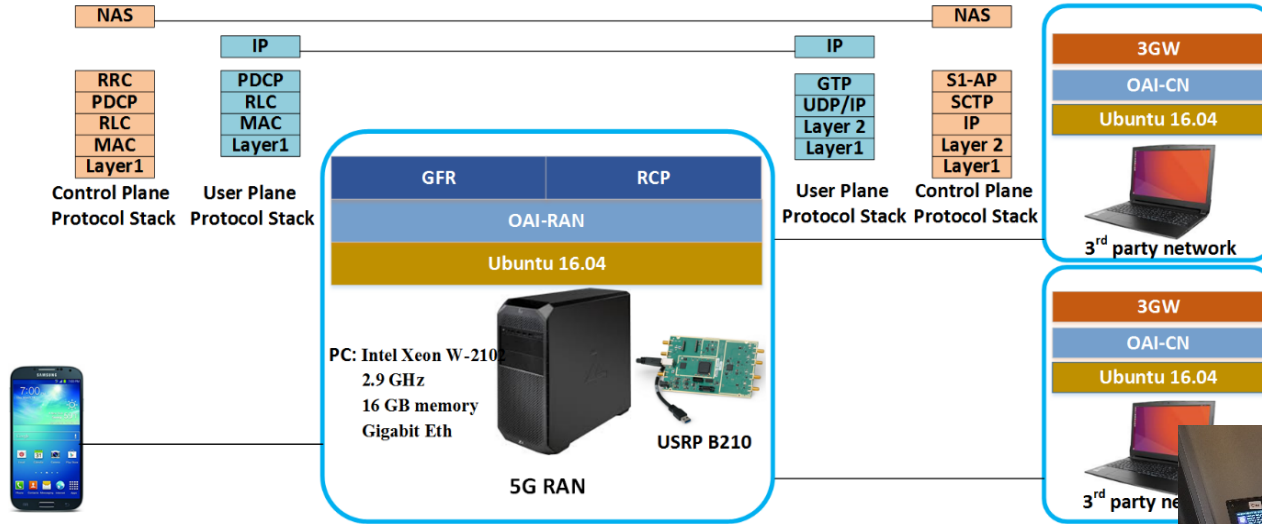 NAS
IP
RRC
PDCP
RLC
MAC
Layer1
Control Plane
Protocol Stack
PDCP
RLC
MAC
Layer1
User Plane
Protocol Stack
GFR
RCP
OAI-RAN
Ubuntu 16.04
PC: Intel Xeon W-2102
2.9 GHz
16 GB memory
Gigabit Eth
USRP B210
5G RAN
SAMSUNG
7:00
NAS
IP
GTP
UDP/IP
Layer 2
Layer1
User Plane
Protocol Stack
S1-AP
SCTP
IP
Layer 2
Layer1
Control Plane
Protocol Stack
3GW
OAI-CN
Ubuntu 16.04
3rd party network
3GW
OAI-CN
Ubuntu 16.04
3rd party ne